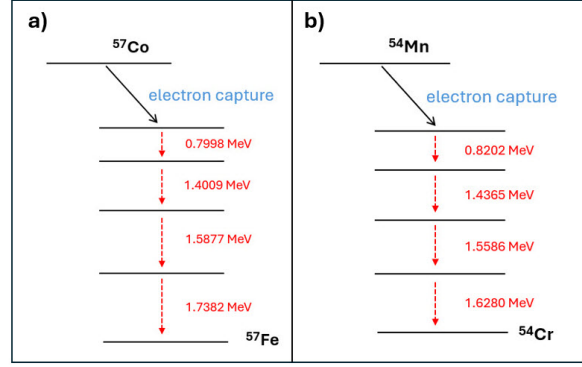 a)
⁵⁷Co
electron capture
0.7998 MeV
1.4009 MeV
1.5877 MeV
1.7382 MeV
⁵⁷Fe
b)
⁵⁴Mn
electron capture
0.8202 MeV
1.4365 MeV
1.5586 MeV
1.6280 MeV
⁵⁴Cr